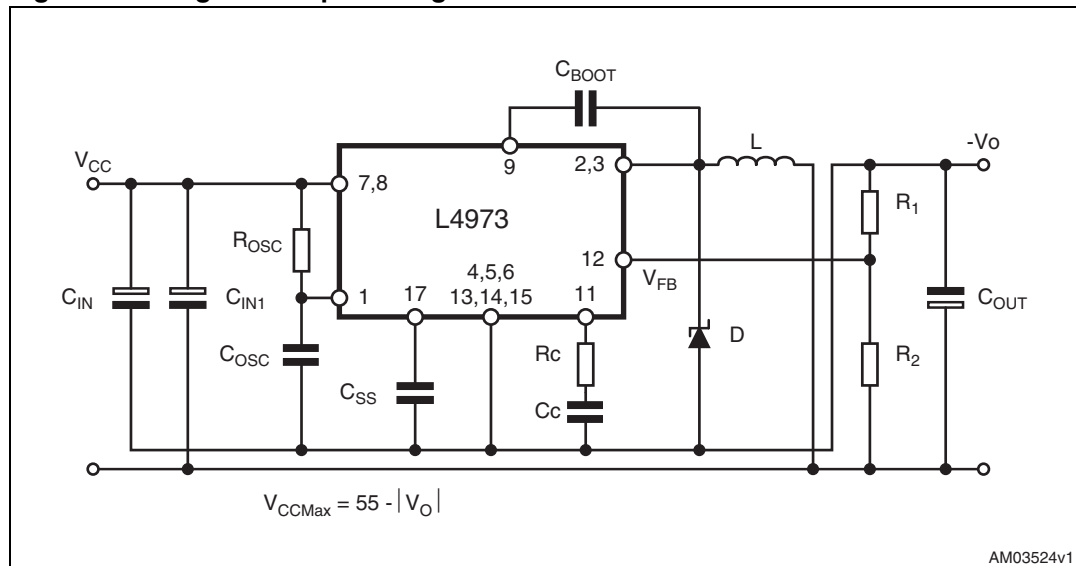 C_BOOT
L
-Vo
V_CC
9
2,3
7,8
L4973
R_1
R_OSC
12
V_FB
4,5,6
13,14,15
C_IN
C_IN1
1
17
11
C_OUT
D
R_2
C_OSC
Rc
C_SS
Cc
V_CCMax = 55 - |V_O|
AM03524v1